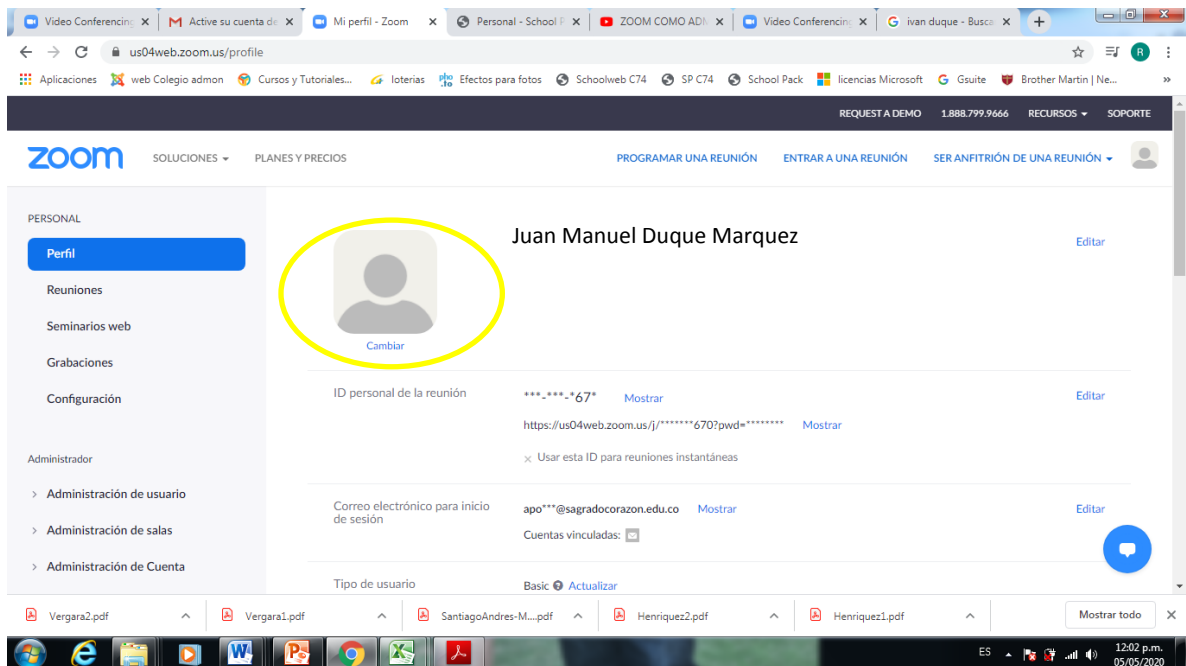 Video Conferencing
Active su cuenta de
Mi perfil - Zoom
Personal - School P
ZOOM COMO ADM
Video Conferencing
ivan duque - Busca
us04web.zoom.us/profile
R
Aplicaciones
web Colegio admon
Cursos y Tutoriales...
loterias
pho.to
Efectos para fotos
Schoolweb C74
SP C74
School Pack
licencias Microsoft
Gsuite
Brother Martin | Ne...
»
REQUEST A DEMO 1.888.799.9666 RECURSOS SOPORTE
zoom
SOLUCIONES PLANES Y PRECIOS
PROGRAMAR UNA REUNIÓN ENTRAR A UNA REUNIÓN SER ANFITRIÓN DE UNA REUNIÓN
PERSONAL
Perfil
Reuniones
Seminarios web
Grabaciones
Configuración
Administrador
Administración de usuario
Administración de salas
Administración de Cuenta
Cambiar
Juan Manuel Duque Marquez
Editar
ID personal de la reunión
***-***-*67* Mostrar
Editar
https://us04web.zoom.us/j/*******670?pwd=******** Mostrar
× Usar esta ID para reuniones instantáneas
Correo electrónico para inicio
de sesión
apo***@sagradocorazon.edu.co Mostrar
Editar
Cuentas vinculadas:
Tipo de usuario
Basic Actualizar
Vergara2.pdf
Vergara1.pdf
SantiagoAndres-M....pdf
Henriquez2.pdf
Henriquez1.pdf
Mostrar todo
ES
12:02 p.m.
05/05/2020